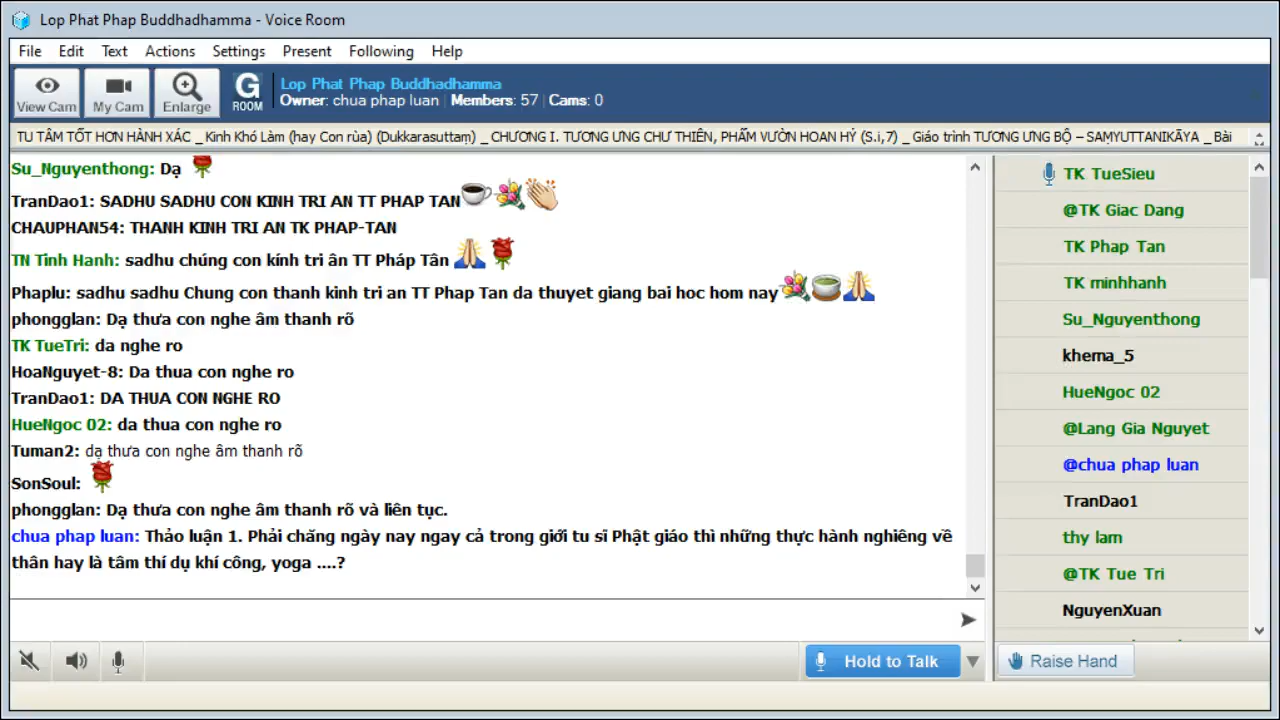 Lop Phat Phap Buddhadhamma - Voice Room
File Edit Text Actions Settings Present Following Help
View Cam My Cam Enlarge G ROOM
Lop Phat Phap Buddhadhamma
Owner: chua phap luan | Members: 57 | Cams: 0
TU TÂM TỐT HƠN HÀNH XÁC _ Kinh Khó Làm (hay Con rùa) (Dukkarasuttaṃ) _ CHƯƠNG I. TƯƠNG ƯNG CHƯ THIÊN, PHẨM VƯỜN HOAN HỶ (S.i,7) _ Giáo trình TƯƠNG ƯNG BỘ – SAṂYUTTANIKĀYA _ Bài
Su_Nguyenthong: Dạ
TranDao1: SADHU SADHU CON KINH TRI AN TT PHAP TAN
CHAUPHAN54: THANH KINH TRI AN TK PHAP-TAN
TN Tinh Hanh: sadhu chúng con kính tri ân TT Pháp Tân
Phaplu: sadhu sadhu Chung con thanh kinh tri an TT Phap Tan da thuyet giang bai hoc hom nay
phongglan: Dạ thưa con nghe âm thanh rõ
TK TueTri: da nghe ro
HoaNguyet-8: Da thua con nghe ro
TranDao1: DA THUA CON NGHE RO
HueNgoc 02: da thua con nghe ro
Tuman2: dạ thưa con nghe âm thanh rõ
SonSoul:
phongglan: Dạ thưa con nghe âm thanh rõ và liên tục.
chua phap luan: Thảo luận 1. Phải chăng ngày nay ngay cả trong giới tu sĩ Phật giáo thì những thực hành nghiêng về
thân hay là tâm thí dụ khí công, yoga ....?
TK TueSieu
@TK Giac Dang
TK Phap Tan
TK minhhanh
Su_Nguyenthong
khema_5
HueNgoc 02
@Lang Gia Nguyet
@chua phap luan
TranDao1
thy lam
@TK Tue Tri
NguyenXuan
Hold to Talk
Raise Hand